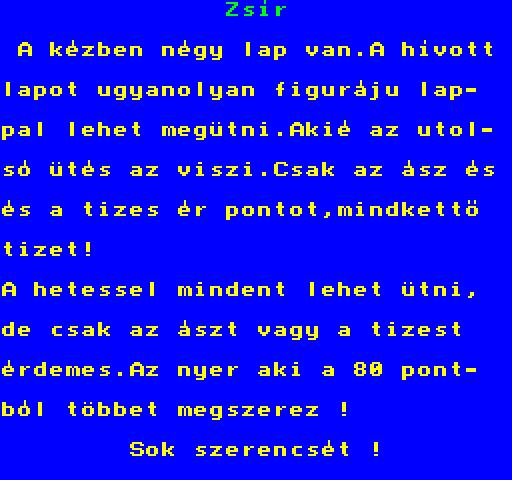 Zsír
A kézben négy lap van.A hivott
lapot ugyanolyan figuráju lap-
pal lehet megütni.Akié az utol-
só ütés az viszi.Csak az ász és
és a tizes ér pontot,mindkettö
tizet!
A hetessel mindent lehet ütni,
de csak az ászt vagy a tizest
érdemes.Az nyer aki a 80 pont-
ból többet megszerez !
Sok szerencsét !